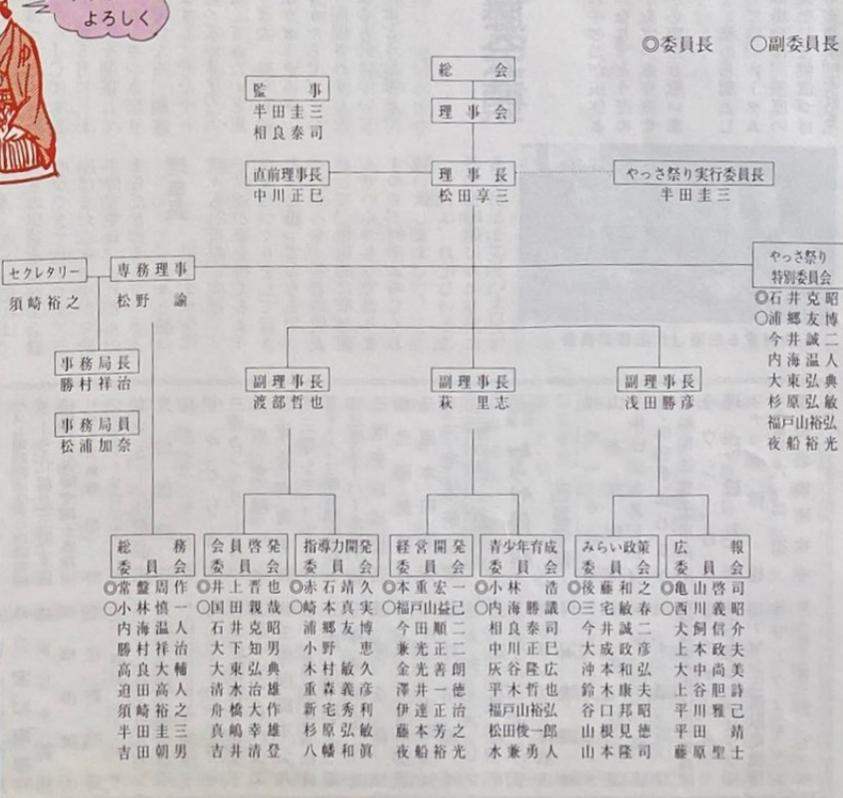 よろしく
◎委員長 ○副委員長
総会
理事会
監事
半田圭三
相良泰司
直前理事長
中川正巳
理事長
松田享三
やっさ祭り実行委員長
半田圭三
セクレタリー
須崎裕之
専務理事
松野 諭
やっさ祭り
特別委員会
◎石井克昭
○浦郷友博
今井誠二
内海温人
大東弘典
杉原弘敏
福戸山裕弘
夜船裕光
事務局長
勝村祥治
事務局員
松浦加奈
副理事長
渡部哲也
副理事長
萩里志
副理事長
浅田勝彦
総務
委員会
◎常盤周作
○小林慎一
内海温人
勝村祥治
高良大輔
迫田高人
須崎裕之
半田圭三
吉田朝男
会員啓発
委員会
◎井上晋也
○国田親哉
石井克昭
大下知男
大東弘典
清水治雄
舟橋大作
真嶋幸雄
吉井清登
指導力開発
委員会
◎赤石靖久
○崎本真実
浦郷友博
小野 恵
木村敏久
重森義彦
新宅秀利
杉原弘敏
八幡和眞
経営開発
委員会
◎本重宏一
○福戸山益己
今田順二
兼光正二
金光善朗
澤井一徳
伊達正治
藤本芳之
夜船裕光
青少年育成
委員会
◎小林 浩
○内海勝議
相良泰司
中川正巳
灰谷隆広
平木哲也
福戸山裕弘
松田俊一郎
水兼勇人
みらい政策
委員会
◎後藤和之
○三宅敏春
今井誠二
大成政彦
沖本和弘
鈴木康夫
谷口邦昭
山根見徳
山本隆司
広報
委員会
◎亀山啓司
○西川義昭
犬飼信介
上本政夫
大中尚美
上谷胆詩
平川雅己
平田 靖
藤原聖士